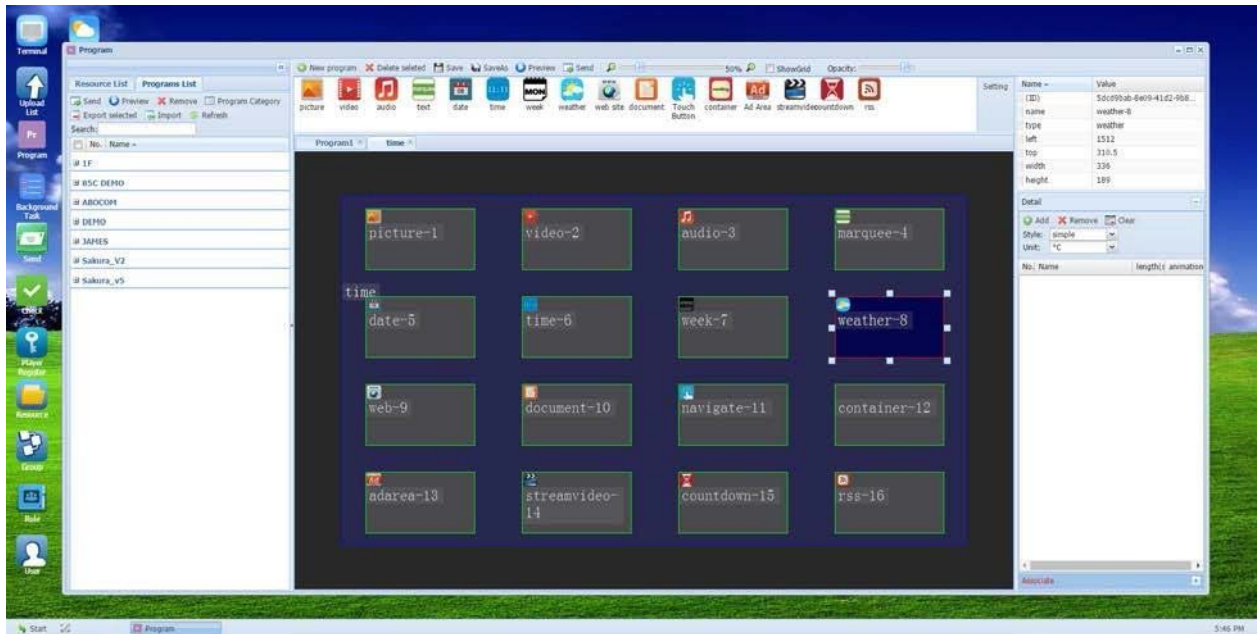 Terminal
Upload List
Program
Background Task
Send
Check
Player Register
Resource
Group
Role
User
Program
Resource List Programs List
Send Preview Remove Program Category
Export selected Import Refresh
Search:
No. Name
1F
BSC DEMO
ABOCOM
DEMO
JAMES
Sakura_V2
Sakura_v5
New program Delete seleted Save SaveAs Preview Send 50% ShowGrid Opacity:
MON Ad
picture video audio text date time week weather web site document Touch Button container Ad Area streamvideo countdown rss
Setting
Program1 time
picture-1 video-2 audio-3 marquee-4
time
date-5 time-6 week-7 weather-8
web-9 document-10 navigate-11 container-12
adarea-13 streamvideo-14 countdown-15 rss-16
Name Value
(ID)
name weather-8
type weather
left 1512
top 310.5
width 336
height 189
Detail
Add Remove Clear
Style: simple
Unit: °C
No. Name length(s animation
Associate
Start Program 5:46 PM